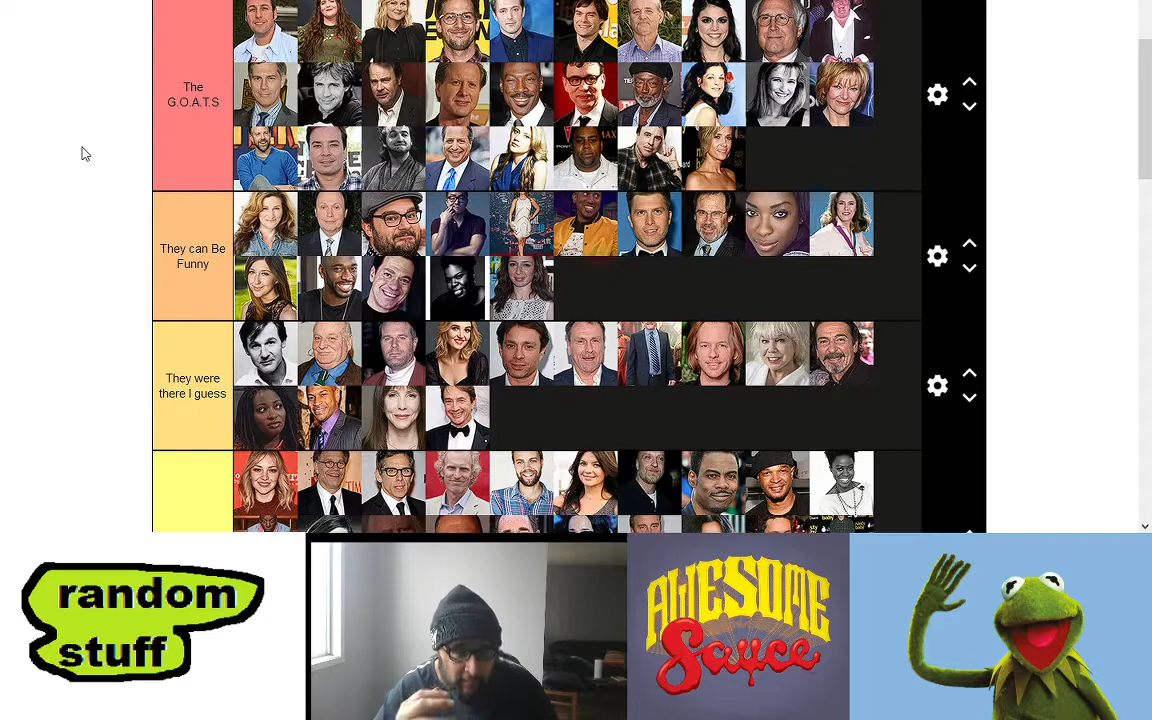 The
G.O.A.T.S
They can Be
Funny
They were
there I guess
random
stuff
AWESOME
Sauce